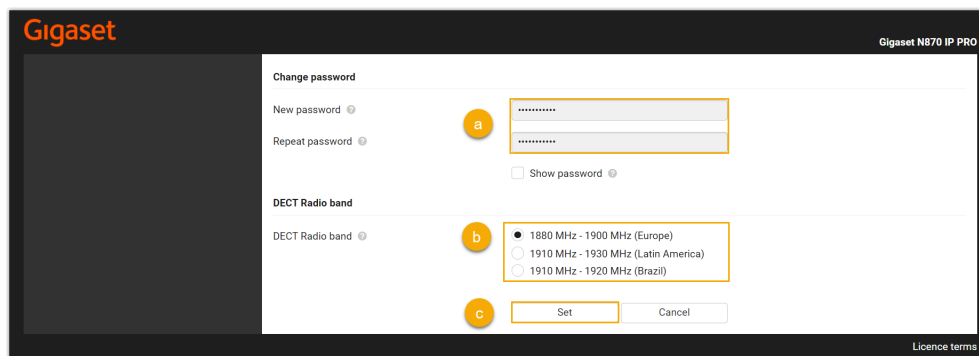 Gigaset
Gigaset N870 IP PRO
Change password
New password
•••••••••••
a
Repeat password
•••••••••••
Show password
DECT Radio band
DECT Radio band
b
1880 MHz - 1900 MHz (Europe)
1910 MHz - 1930 MHz (Latin America)
1910 MHz - 1920 MHz (Brazil)
c
Set
Cancel
Licence terms